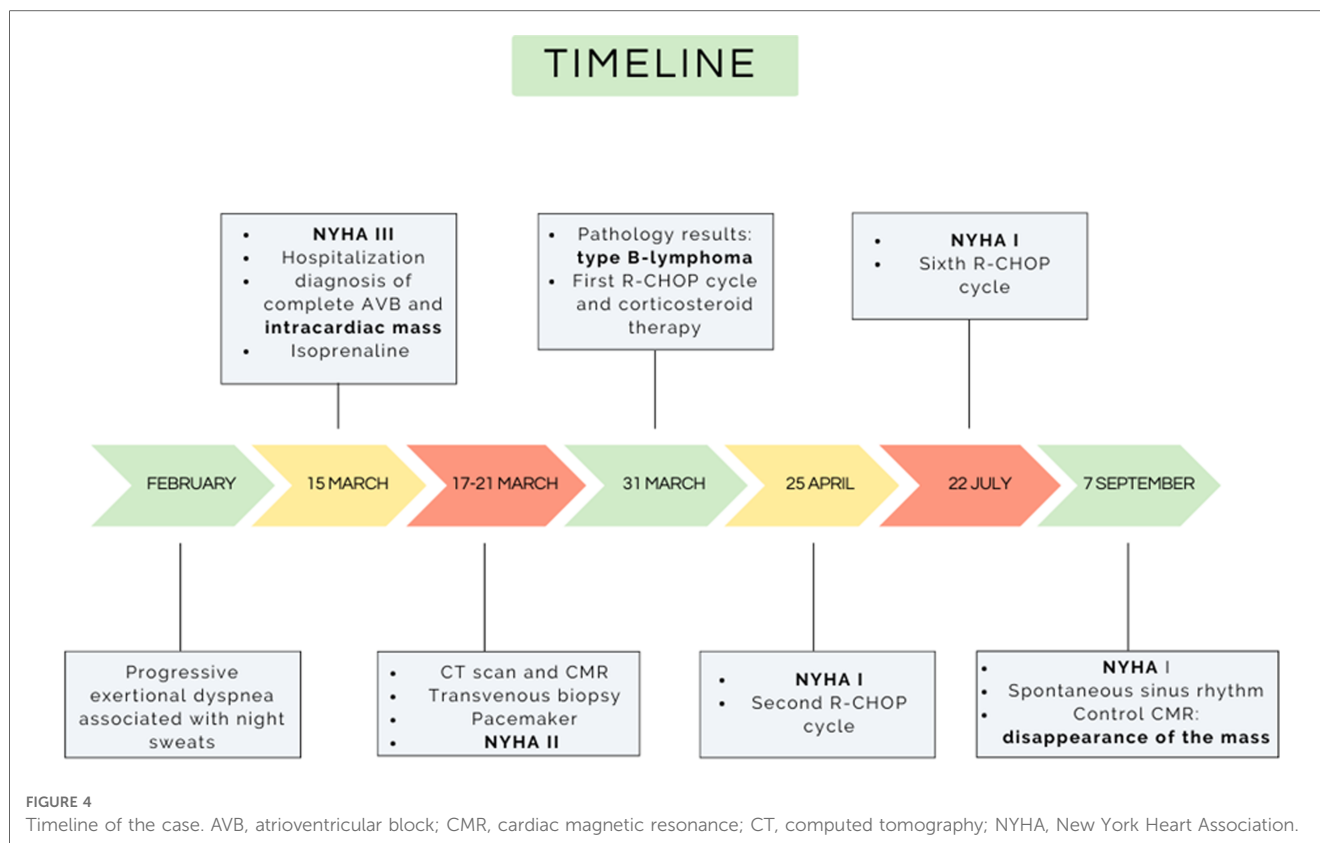 TIMELINE
• NYHA III
• Hospitalization
• diagnosis of
complete AVB and
intracardiac mass
• Isoprenaline
• Pathology results:
type B-lymphoma
• First R-CHOP cycle
and corticosteroid
therapy
• NYHA I
• Sixth R-CHOP
cycle
FEBRUARY
15 MARCH
17-21 MARCH
31 MARCH
25 APRIL
22 JULY
7 SEPTEMBER
Progressive
exertional dyspnea
associated with night
sweats
• CT scan and CMR
• Transvenous biopsy
• Pacemaker
• NYHA II
• NYHA I
• Second R-CHOP
cycle
• NYHA I
• Spontaneous sinus rhythm
• Control CMR:
disappearance of the mass
FIGURE 4
Timeline of the case. AVB, atrioventricular block; CMR, cardiac magnetic resonance; CT, computed tomography; NYHA, New York Heart Association.